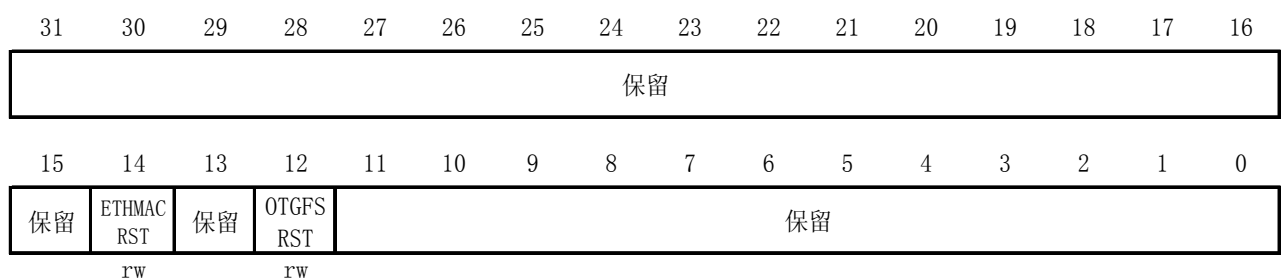 31 30 29 28 27 26 25 24 23 22 21 20 19 18 17 16
保留
15 14 13 12 11 10 9 8 7 6 5 4 3 2 1 0
保留 ETHMAC RST 保留 OTGFS RST 保留
rw rw